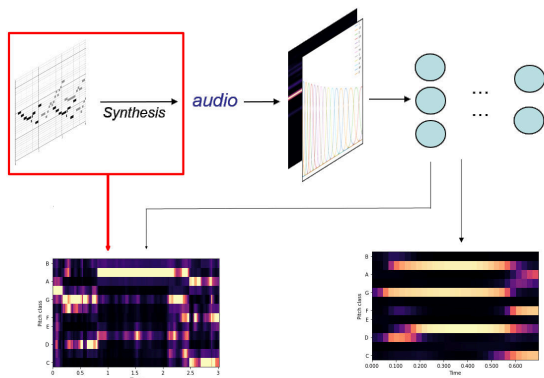 Synthesis
audio
...
...
...
B
A
G
F
E
D
C
Pitch class
0 0.5 1 1.5 2 2.5 3
B
A
G
F
E
D
C
Pitch class
0.000 0.100 0.200 0.300 0.400 0.500 0.600
Time